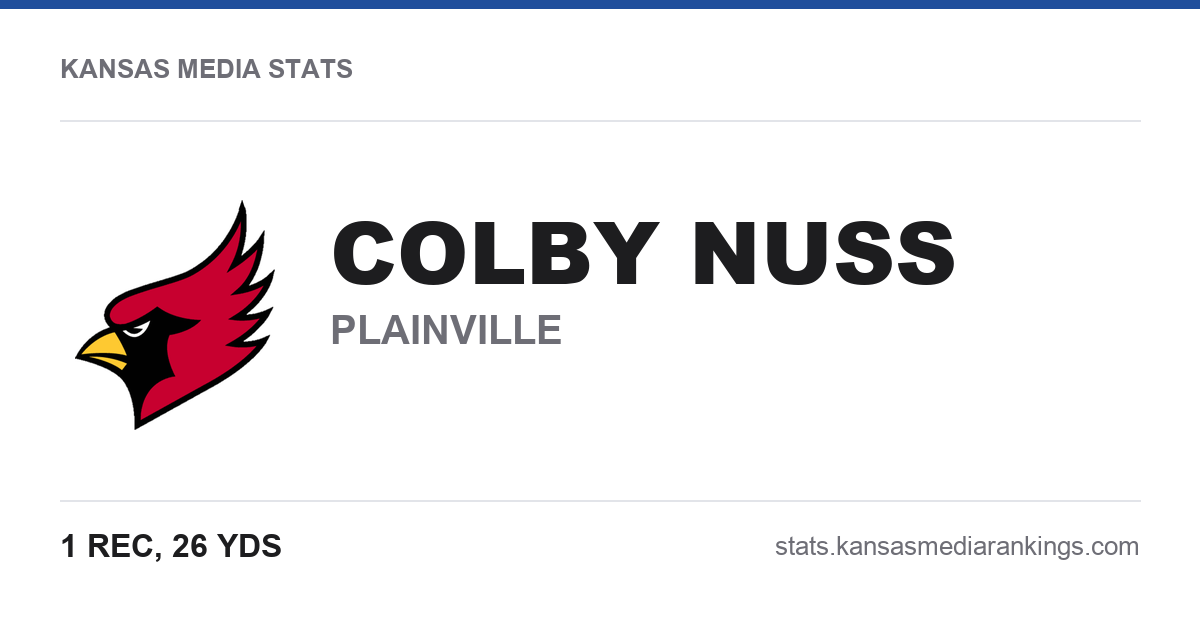 KANSAS MEDIA STATS
COLBY NUSS
PLAINVILLE
1 REC, 26 YDS
stats.kansasmediarankings.com